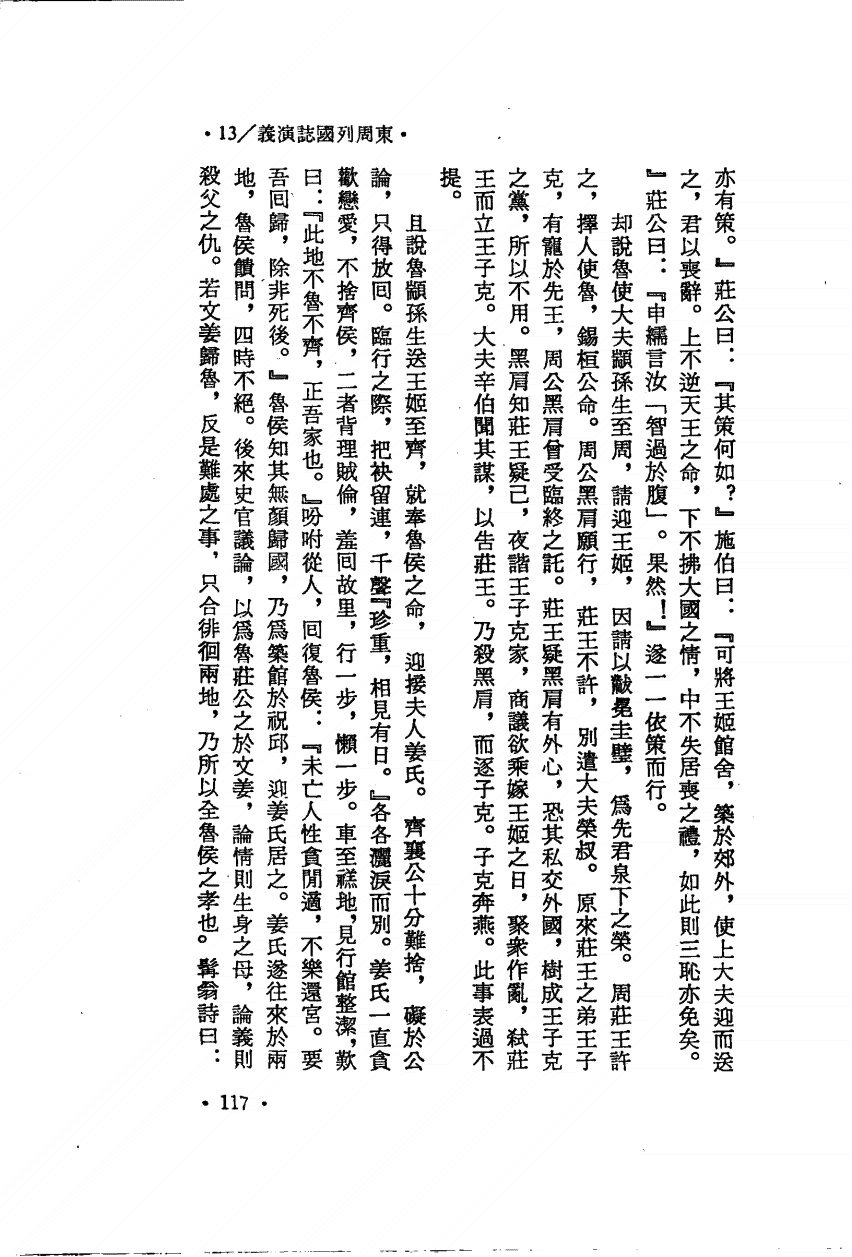 •13／義演誌國列周東•
亦有策。』莊公曰：『其策何如？』施伯曰：『可將王姬館舍，築於郊外，使上大夫迎而送
之，君以喪辭。上不逆天王之命，下不拂大國之情，中不失居喪之禮，如此則三恥亦免矣。
』莊公曰：『申繻言汝「智過於腹」。果然！』遂一一依策而行。
却說魯使大夫顓孫生至周，請迎王姬，因請以黻冕圭璧，爲先君泉下之榮。周莊王許
之，擇人使魯，錫桓公命。周公黑肩願行，莊王不許，別遣大夫榮叔。原來莊王之弟王子
克，有寵於先王，周公黑肩曾受臨終之託。莊王疑黑肩有外心，恐其私交外國，樹成王子克
之黨，所以不用。黑肩知莊王疑己，夜諧王子克家，商議欲乘嫁王姬之日，聚衆作亂，弒莊
王而立王子克。大夫辛伯聞其謀，以告莊王。乃殺黑肩，而逐子克。子克奔燕。此事表過不
提。
且說魯顓孫生送王姬至齊，就奉魯侯之命，迎接夫人姜氏。齊襄公十分難捨，礙於公
論，只得放回。臨行之際，把袂留連，千聲『珍重，相見有日。』各各灑淚而別。姜氏一直貪
歡戀愛，不捨齊侯，二者背理賊倫，羞回故里，行一步，懶一步。車至禚地，見行館整潔，歎
曰：『此地不魯不齊，正吾家也。』吩咐從人，回復魯侯：『未亡人性貪閒適，不樂還宮。要
吾回歸，除非死後。』魯侯知其無顏歸國，乃爲築館於祝邱，迎姜氏居之。姜氏遂往來於兩
地，魯侯饋問，四時不絕。後來史官議論，以爲魯莊公之於文姜，論情則生身之母，論義則
殺父之仇。若文姜歸魯，反是難處之事，只合徘徊兩地，乃所以全魯侯之孝也。髯翁詩曰：
•117•